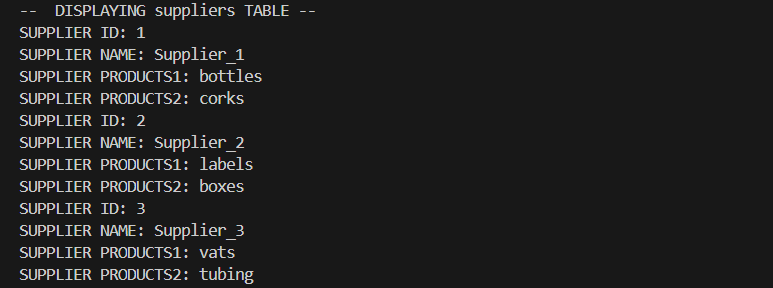 --  DISPLAYING suppliers TABLE --
SUPPLIER ID: 1
SUPPLIER NAME: Supplier_1
SUPPLIER PRODUCTS1: bottles
SUPPLIER PRODUCTS2: corks
SUPPLIER ID: 2
SUPPLIER NAME: Supplier_2
SUPPLIER PRODUCTS1: labels
SUPPLIER PRODUCTS2: boxes
SUPPLIER ID: 3
SUPPLIER NAME: Supplier_3
SUPPLIER PRODUCTS1: vats
SUPPLIER PRODUCTS2: tubing